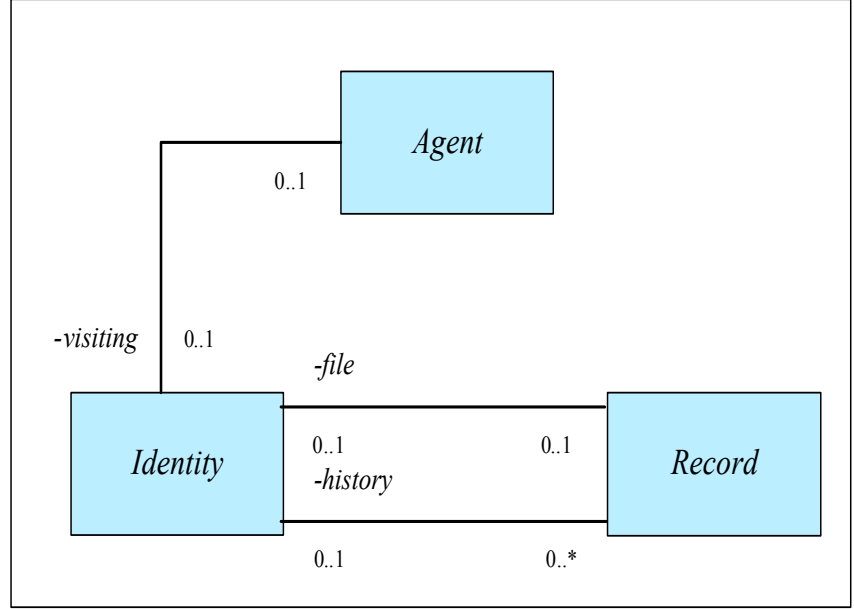 Agent
0..1
-visiting
0..1
-file
Identity
0..1
0..1
Record
-history
0..1
0..*